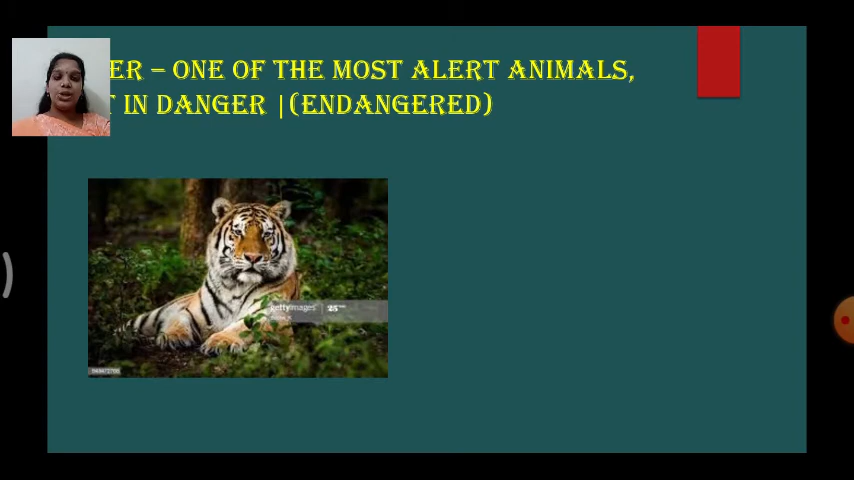 ER – ONE OF THE MOST ALERT ANIMALS,
IN DANGER |(ENDANGERED)
gettyimages